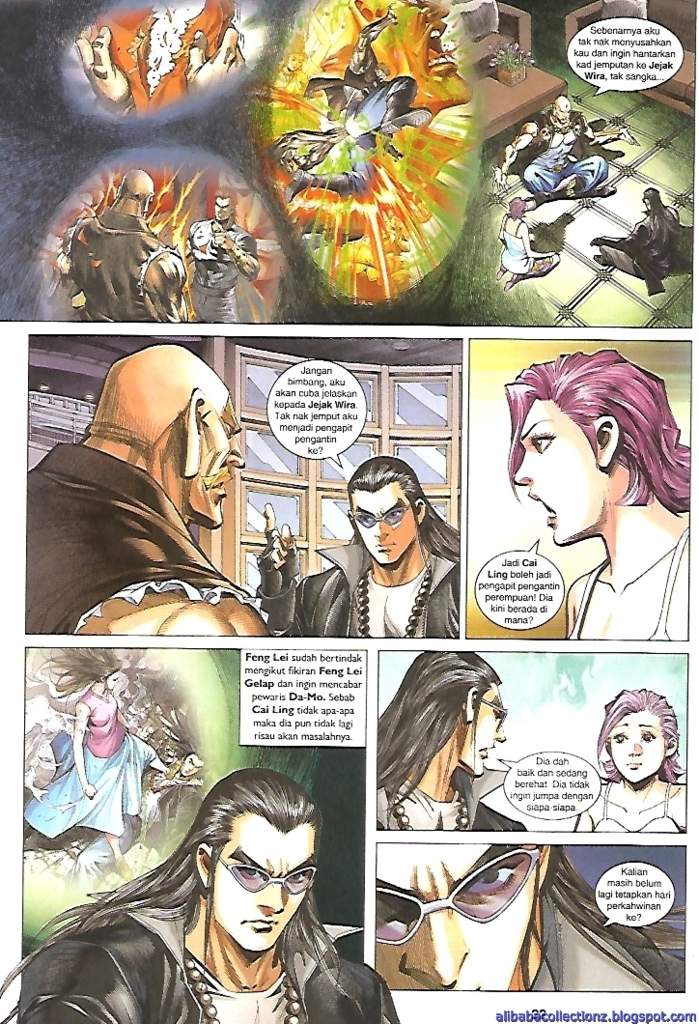 Sebenarnya aku
tak nak menyusahkan
kau dan ingin hantarkan
kad jemputan ke Jejak
Wira, tak sangka...
Jangan
bimbang, aku
akan cuba jelaskan
kepada Jejak Wira.
Tak nak jemput aku
menjadi pengapit
pengantin
ke?
Jadi Cai
Ling boleh jadi
pengapit pengantin
perempuan! Dia
kini berada di
mana?
Feng Lei sudah bertindak
mengikut fikiran Feng Lei
Gelap dan ingin mencabar
pewaris Da-Mo. Sebab
Cai Ling tidak apa-apa
maka dia pun tidak lagi
risau akan masalahnya.
Dia dah
baik dan sedang
berehat. Dia tidak
ingin jumpa dengan
siapa-siapa.
Kalian
masih belum
lagi tetapkan hari
perkahwinan
ke?
alibabacollectionz.blogspot.com